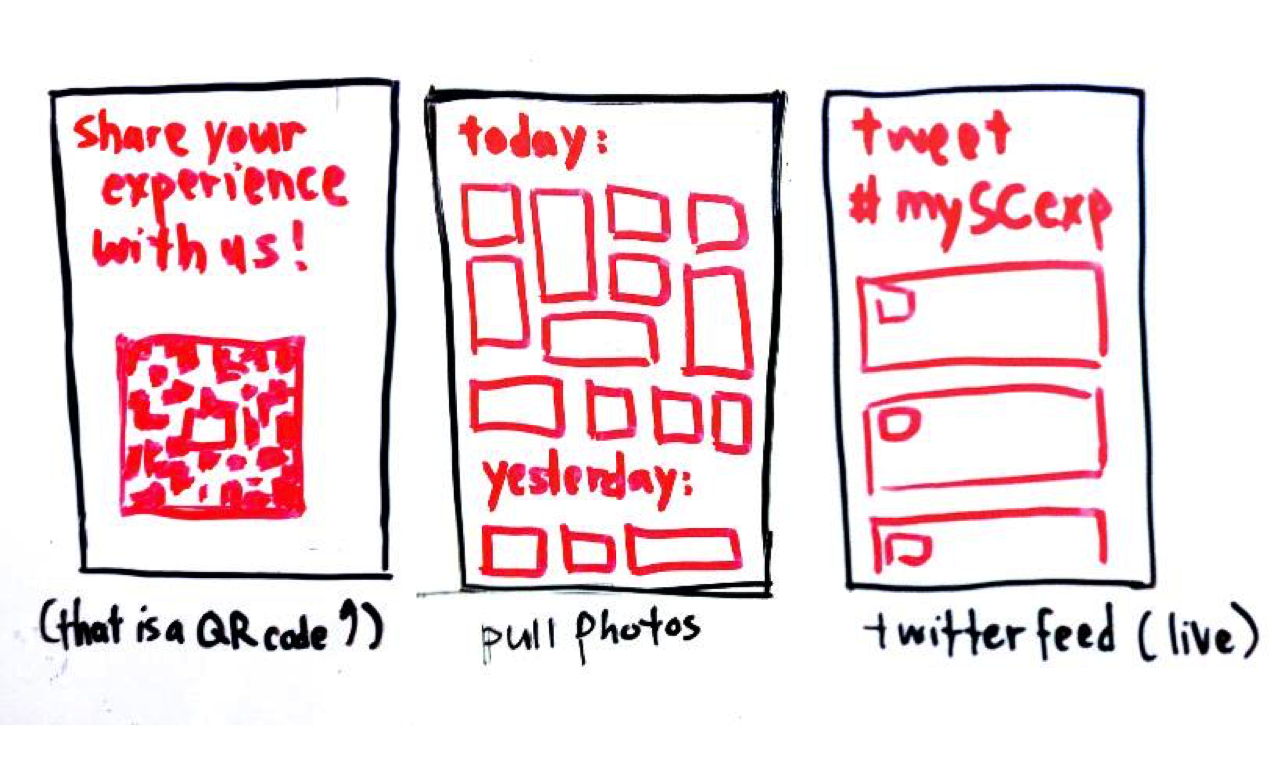 share your
experience
with us!
(that is a QR code ↑)
today:
yesterday:
pull photos
tweet
#mySCexp
twitter feed (live)